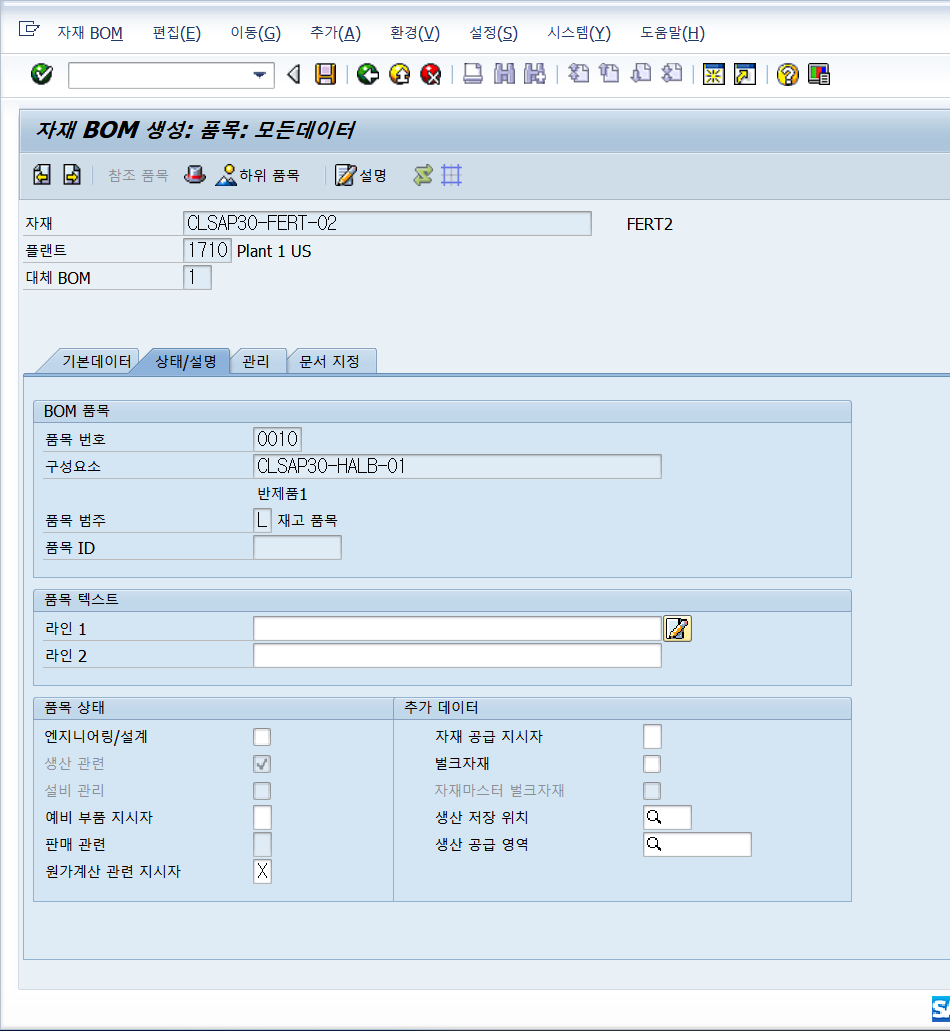 자재 BOM 편집(E) 이동(G) 추가(A) 환경(V) 설정(S) 시스템(Y) 도움말(H)
자재 BOM 생성: 품목: 모든데이터
참조 품목 하위 품목 설명
자재 CLSAP30-FERT-02 FERT2
플랜트 1710 Plant 1 US
대체 BOM 1
기본데이터 상태/설명 관리 문서 지정
BOM 품목
품목 번호 0010
구성요소 CLSAP30-HALB-01
반제품1
품목 범주 L 재고 품목
품목 ID
품목 텍스트
라인 1
라인 2
품목 상태 추가 데이터
엔지니어링/설계 자재 공급 지시자
생산 관련 벌크자재
설비 관리 자재마스터 벌크자재
예비 부품 지시자 생산 저장 위치
판매 관련 생산 공급 영역
원가계산 관련 지시자 X